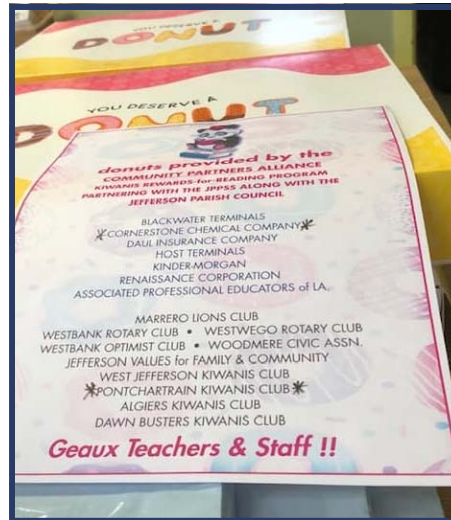 YOU DESERVE A
DONUT
YOU DESERVE A
DONUT
donuts provided by the
COMMUNITY PARTNERS ALLIANCE
KIWANIS REWARDS-for-READING PROGRAM
PARTNERING WITH THE JPPSS ALONG WITH THE
JEFFERSON PARISH COUNCIL
BLACKWATER TERMINALS
*CORNERSTONE CHEMICAL COMPANY*
DAUL INSURANCE COMPANY
HOST TERMINALS
KINDER-MORGAN
RENAISSANCE CORPORATION
ASSOCIATED PROFESSIONAL EDUCATORS of LA.
MARRERO LIONS CLUB
WESTBANK ROTARY CLUB • WESTWEGO ROTARY CLUB
WESTBANK OPTIMIST CLUB • WOODMERE CIVIC ASSN.
JEFFERSON VALUES for FAMILY & COMMUNITY
WEST JEFFERSON KIWANIS CLUB
*PONTCHARTRAIN KIWANIS CLUB*
ALGIERS KIWANIS CLUB
DAWN BUSTERS KIWANIS CLUB
Geaux Teachers & Staff !!